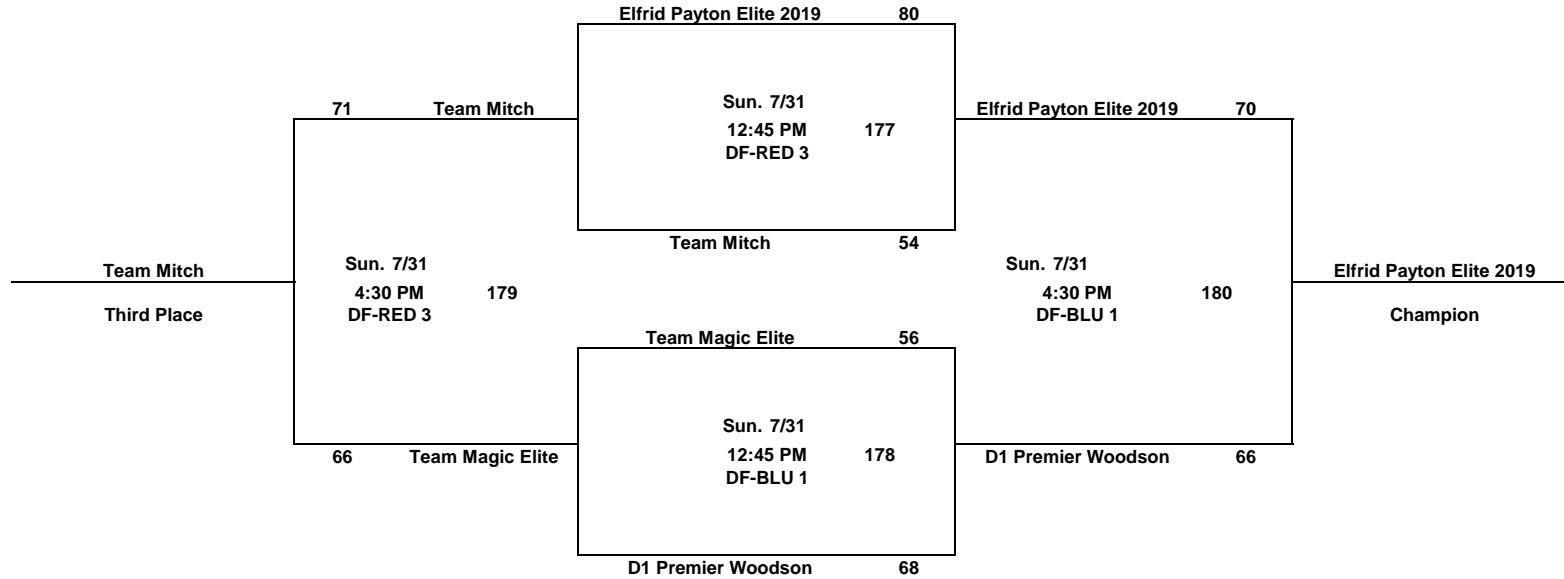 Elfrid Payton Elite 2019 80
71 Team Mitch
Sun. 7/31
12:45 PM 177
DF-RED 3
Elfrid Payton Elite 2019 70
Team Mitch 54
Team Mitch
Third Place
Sun. 7/31
4:30 PM 179
DF-RED 3
Sun. 7/31
4:30 PM 180
DF-BLU 1
Elfrid Payton Elite 2019
Champion
Team Magic Elite 56
66 Team Magic Elite
Sun. 7/31
12:45 PM 178
DF-BLU 1
D1 Premier Woodson 66
D1 Premier Woodson 68